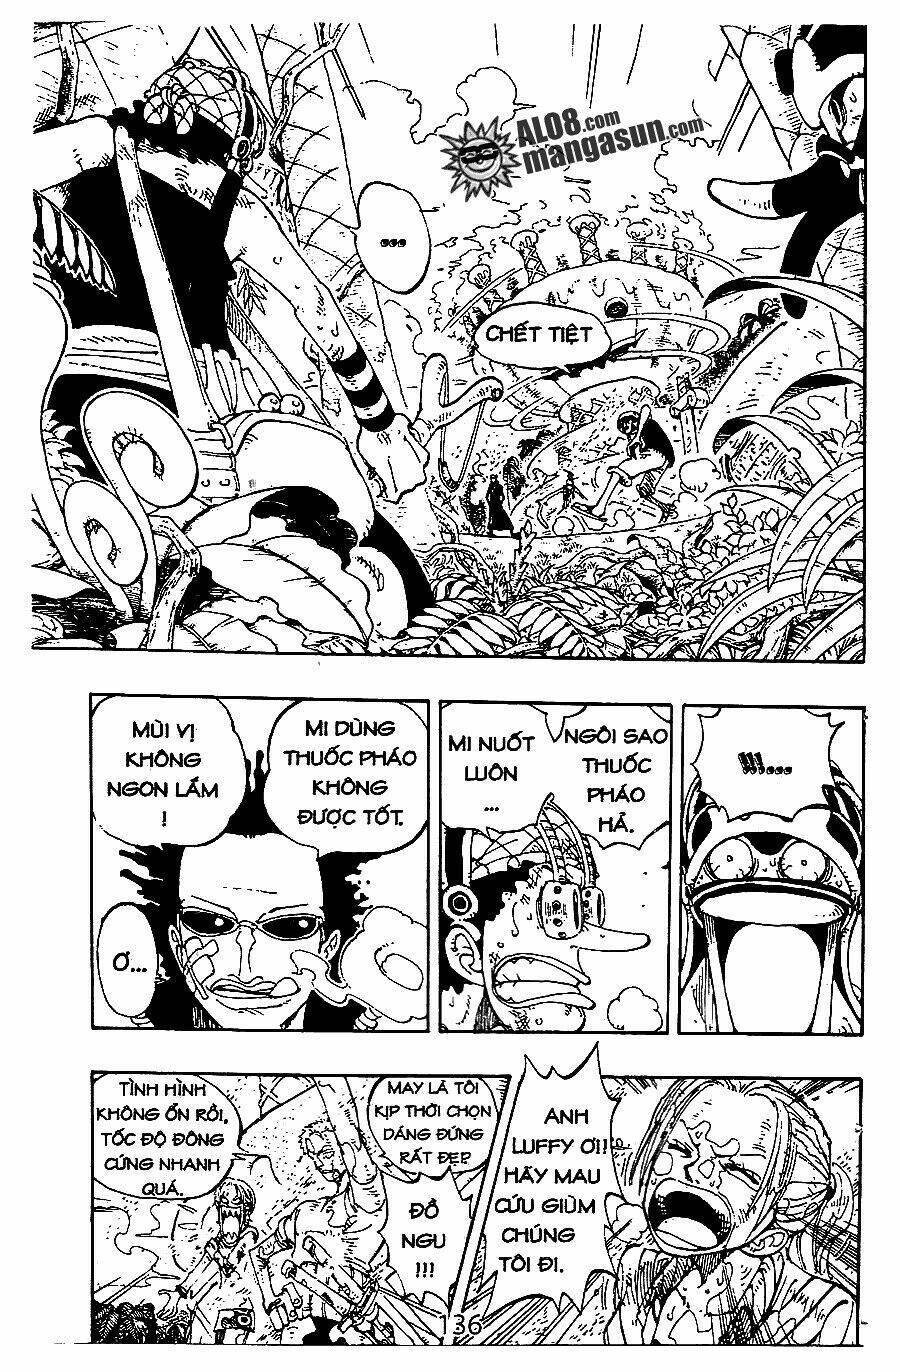 AL08.com
mangasun.com
...
CHẾT TIỆT
!!!...
NGÔI SAO
THUỐC
PHÁO
HẢ.
MI NUỐT
LUÔN
...
MI DÙNG
THUỐC PHÁO
KHÔNG
ĐƯỢC TỐT.
MÙI VỊ
KHÔNG
NGON LẮM
!
Ơ...
ANH
LUFFY ƠI!!
HÃY MAU
CỨU GIÙM
CHÚNG
TÔI ĐI.
MAY LÀ TÔI
KỊP THỜI CHỌN
DÁNG ĐỨNG
RẤT ĐẸP.
ĐỒ
NGU
!!!
TÌNH HÌNH
KHÔNG ỔN RỒI,
TỐC ĐỘ ĐÔNG
CỨNG NHANH
QUÁ.
136